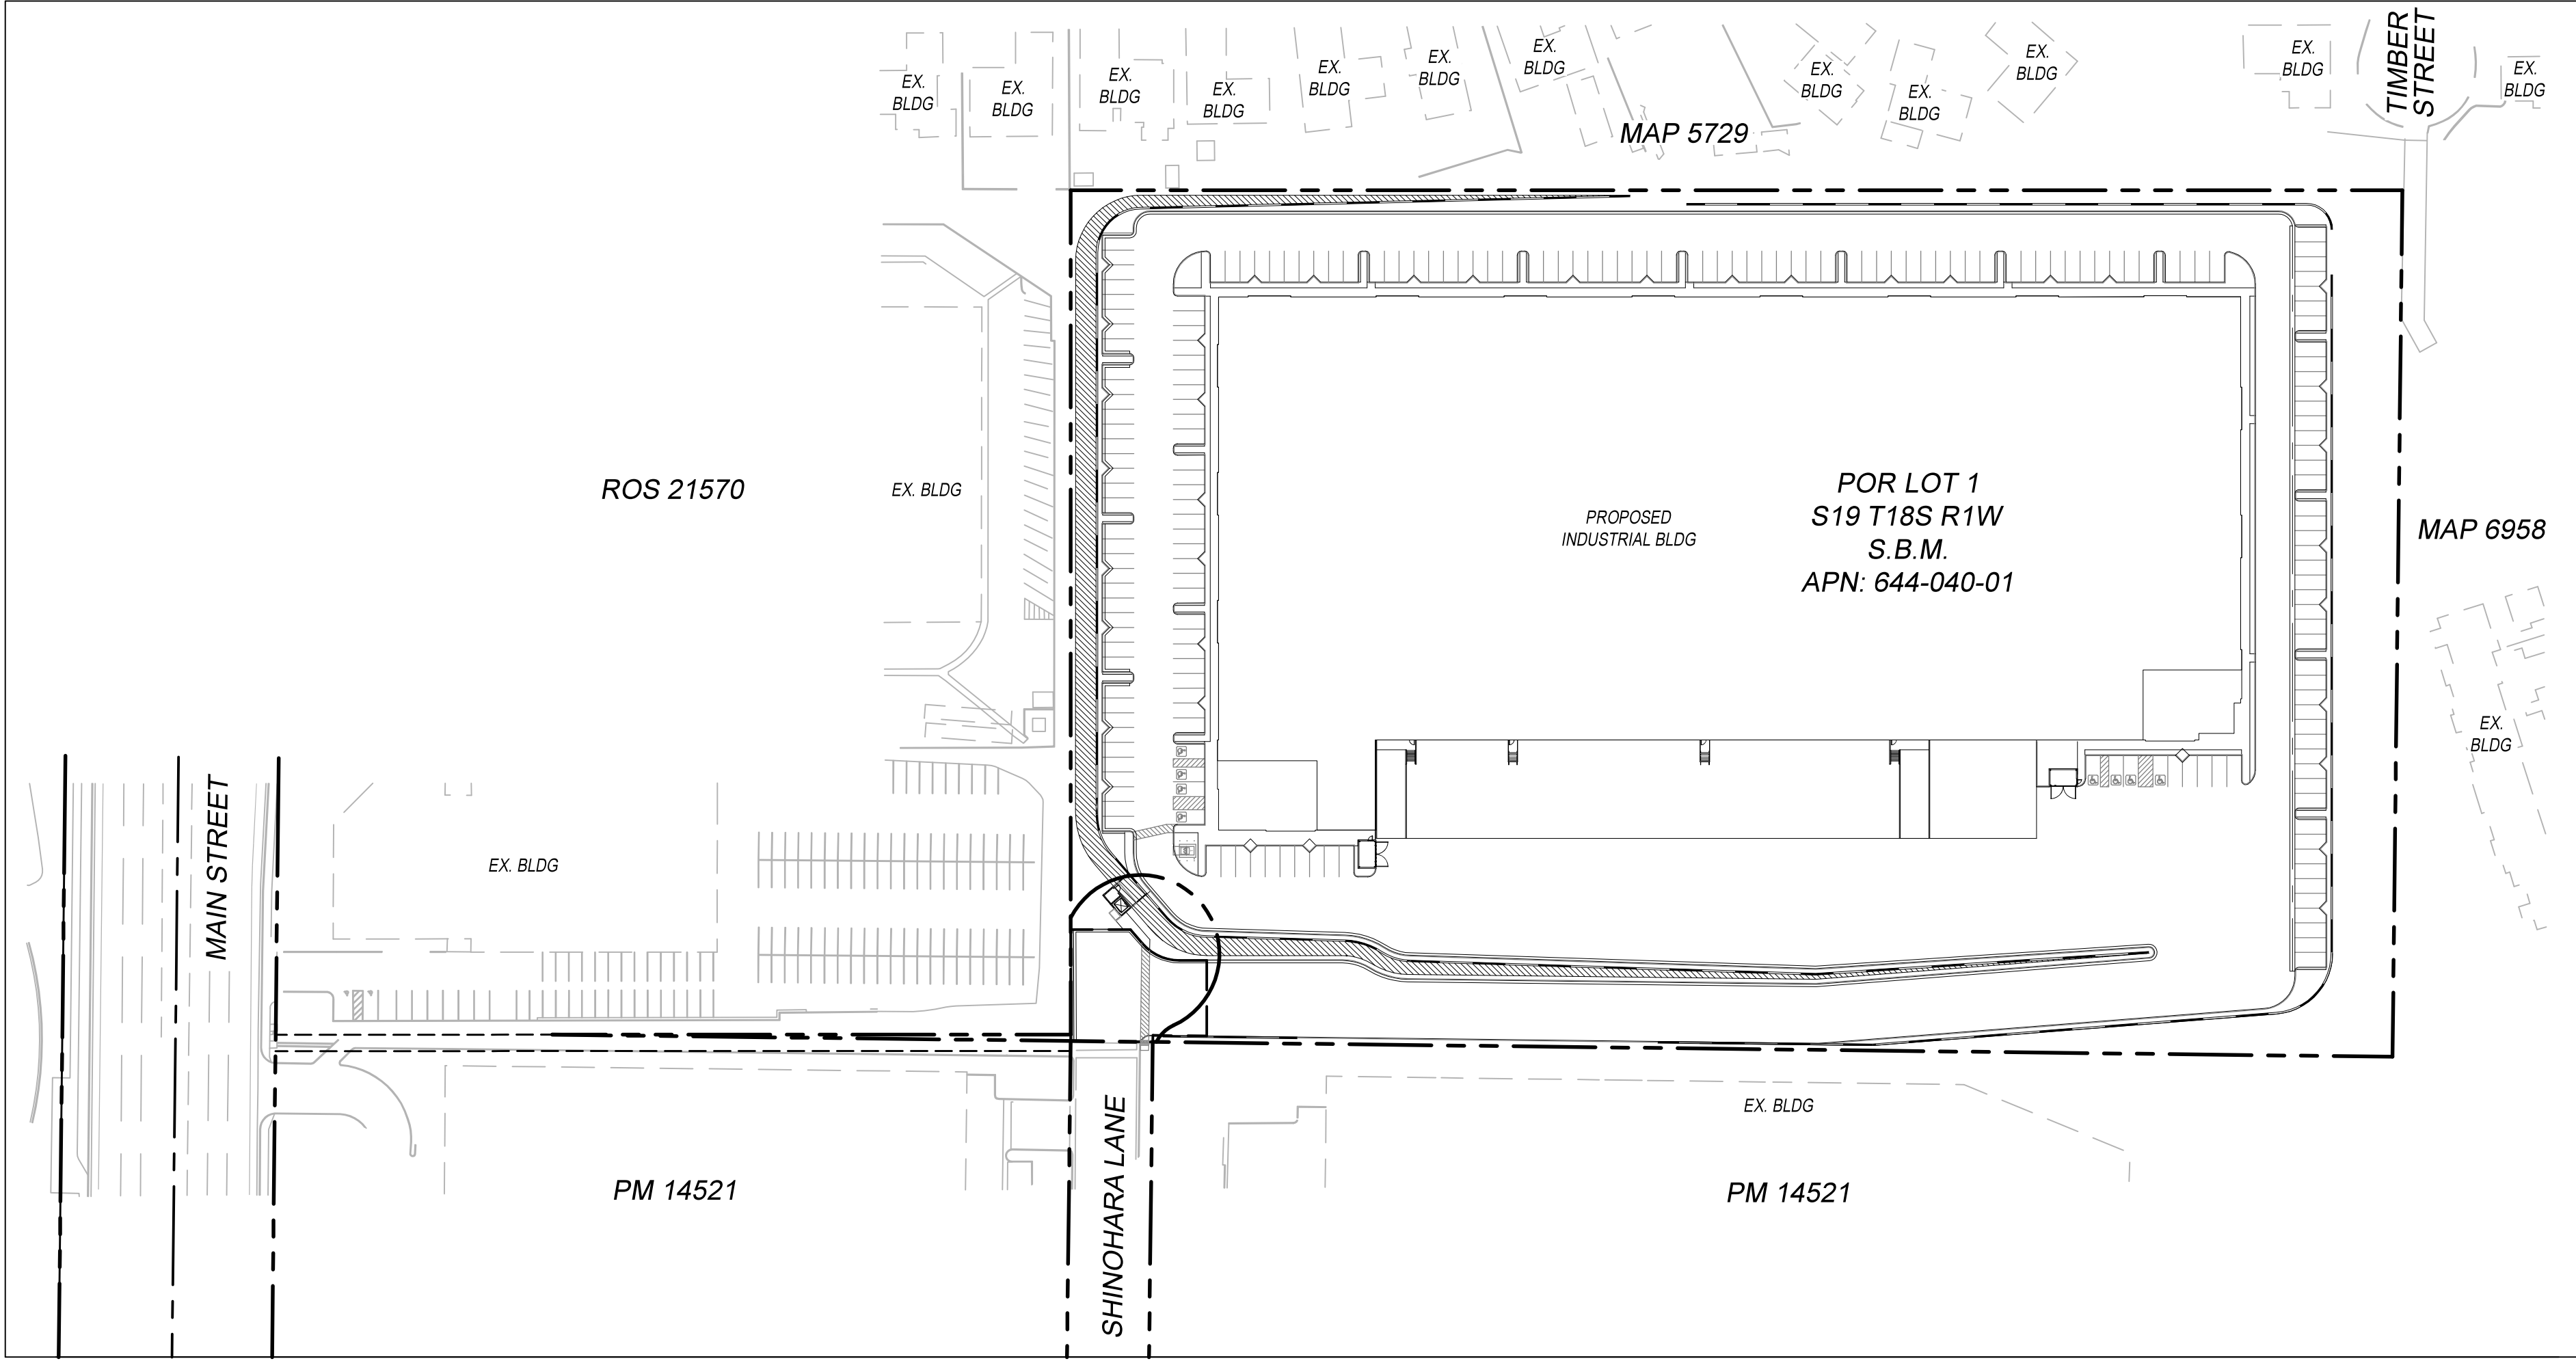 TIMBER
STREET
EX.
BLDG
EX.
BLDG
EX.
BLDG
EX.
BLDG
EX.
BLDG
EX.
BLDG
EX.
BLDG
EX.
BLDG
EX.
BLDG
EX.
BLDG
EX.
BLDG
EX.
BLDG
MAP 5729
ROS 21570
EX. BLDG
PROPOSED
INDUSTRIAL BLDG
POR LOT 1
S19 T18S R1W
S.B.M.
APN: 644-040-01
MAP 6958
EX.
BLDG
MAIN STREET
EX. BLDG
EX. BLDG
SHINOHARA LANE
PM 14521
PM 14521